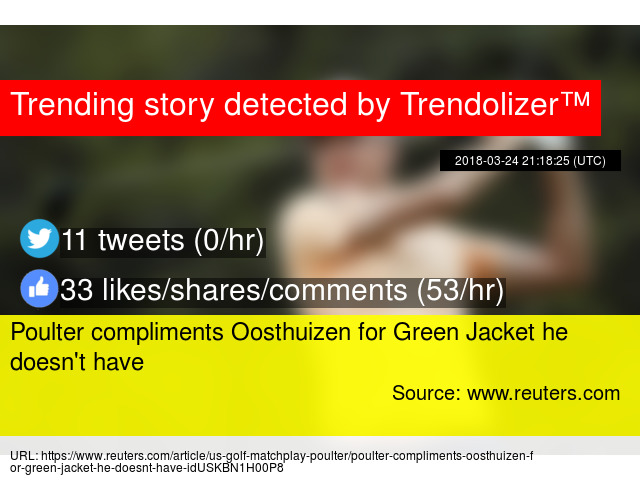 Trending story detected by Trendolizer™
2018-03-24 21:18:25 (UTC)
11 tweets (0/hr)
33 likes/shares/comments (53/hr)
Poulter compliments Oosthuizen for Green Jacket he
doesn't have
Source: www.reuters.com
URL: https://www.reuters.com/article/us-golf-matchplay-poulter/poulter-compliments-oosthuizen-f
or-green-jacket-he-doesnt-have-idUSKBN1H00P8